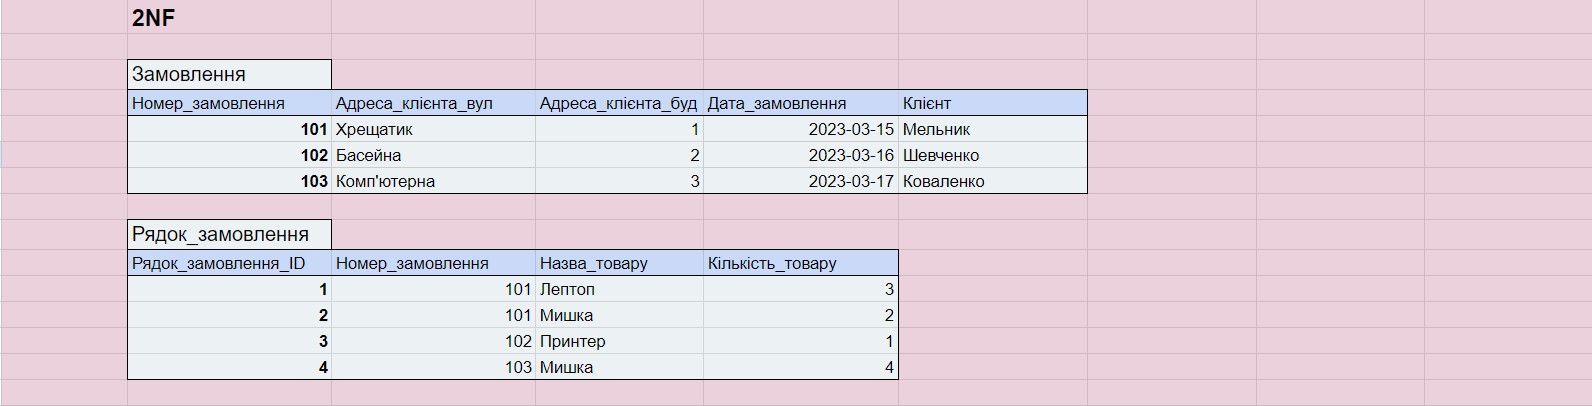 2NF
Замовлення
Номер_замовлення Адреса_клієнта_вул Адреса_клієнта_буд Дата_замовлення Клієнт
101 Хрещатик 1 2023-03-15 Мельник
102 Басейна 2 2023-03-16 Шевченко
103 Комп'ютерна 3 2023-03-17 Коваленко
Рядок_замовлення
Рядок_замовлення_ID Номер_замовлення Назва_товару Кількість_товару
1 101 Лептоп 3
2 101 Мишка 2
3 102 Принтер 1
4 103 Мишка 4